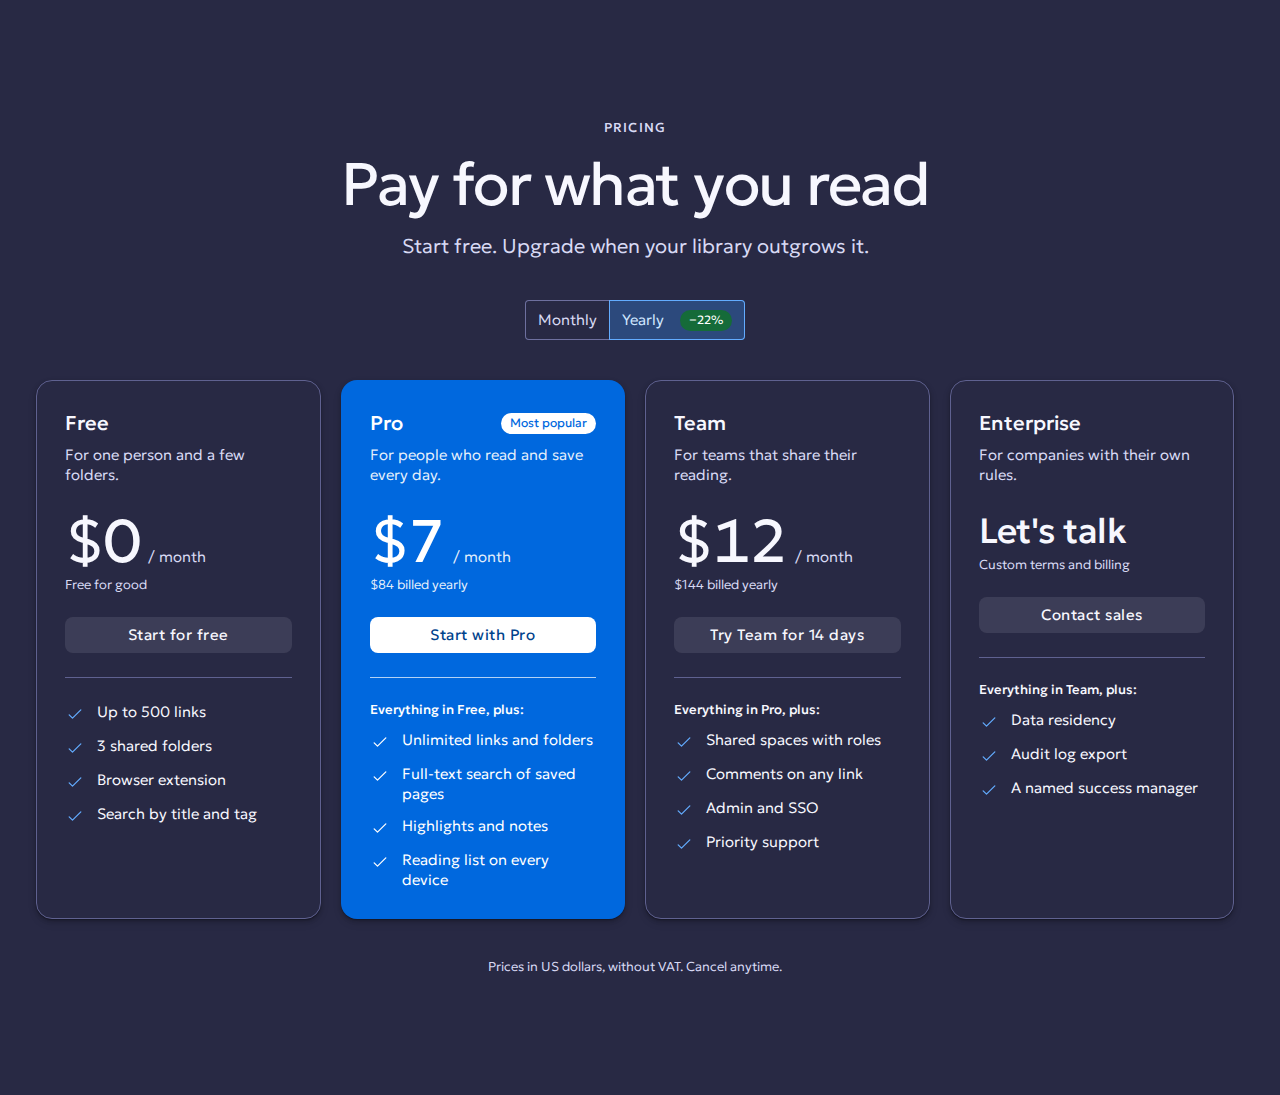 PRICING
Pay for what you read
Start free. Upgrade when your library outgrows it.
Monthly
Yearly
−22%
Free
For one person and a few
folders.
$0 / month
Free for good
Start for free
Up to 500 links
3 shared folders
Browser extension
Search by title and tag
Pro
Most popular
For people who read and save
every day.
$7 / month
$84 billed yearly
Start with Pro
Everything in Free, plus:
Unlimited links and folders
Full-text search of saved
pages
Highlights and notes
Reading list on every
device
Team
For teams that share their
reading.
$12 / month
$144 billed yearly
Try Team for 14 days
Everything in Pro, plus:
Shared spaces with roles
Comments on any link
Admin and SSO
Priority support
Enterprise
For companies with their own
rules.
Let's talk
Custom terms and billing
Contact sales
Everything in Team, plus:
Data residency
Audit log export
A named success manager
Prices in US dollars, without VAT. Cancel anytime.